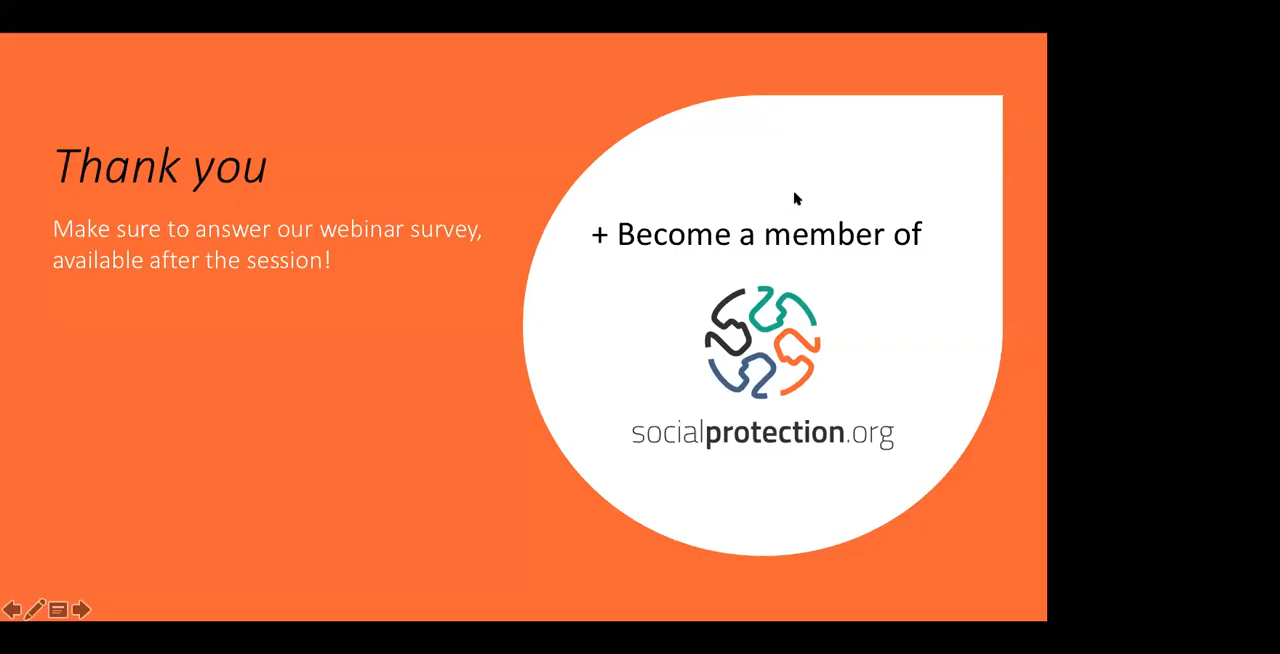 Thank you
Make sure to answer our webinar survey,
available after the session!
+ Become a member of
socialprotection.org